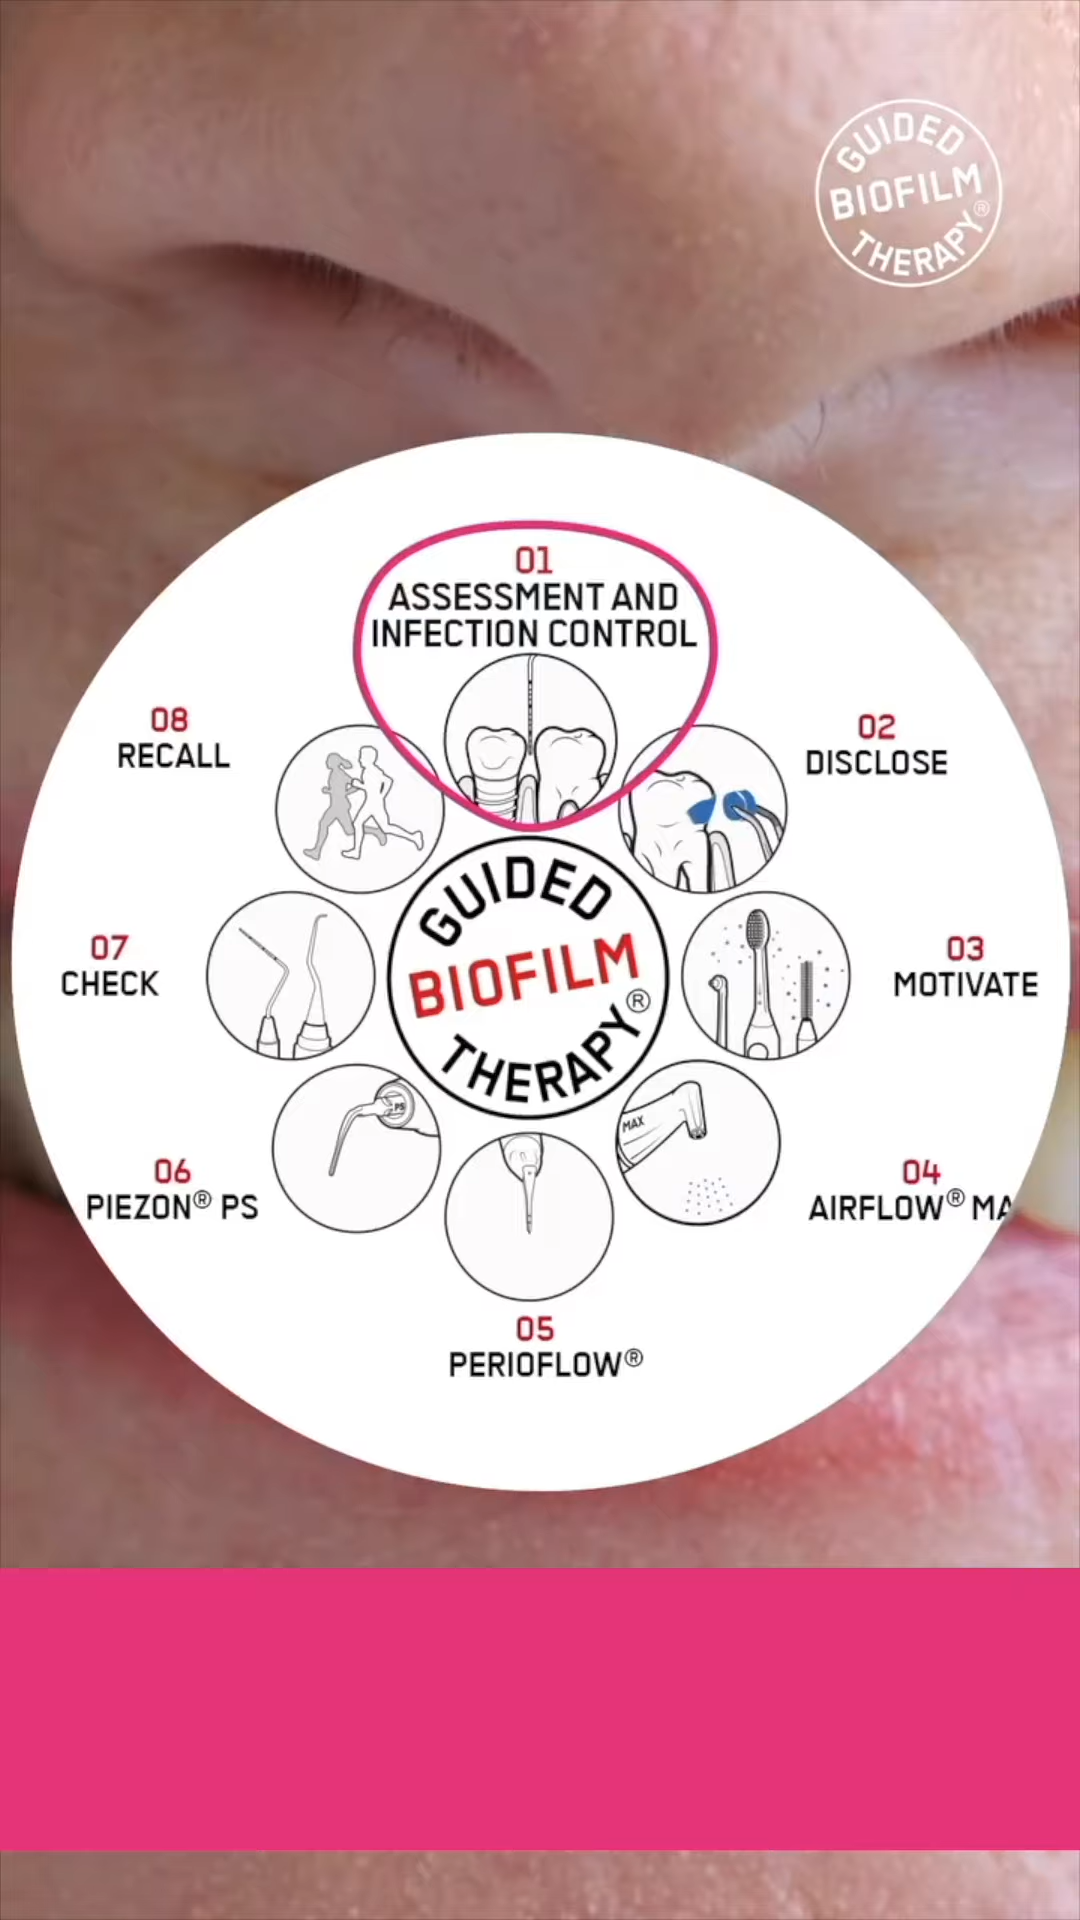 GUIDED
BIOFILM
THERAPY®
01
ASSESSMENT AND
INFECTION CONTROL
08
RECALL
02
DISCLOSE
GUIDED
BIOFILM
THERAPY®
07
CHECK
03
MOTIVATE
PS
MAX
06
PIEZON® PS
04
AIRFLOW® MA
05
PERIOFLOW®